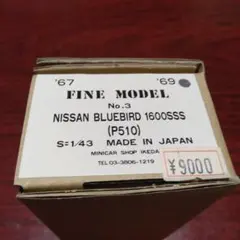 '67 '69
FINE MODEL
No.3
NISSAN BLUEBIRD 1600SSS
(P510)
S=1/43 MADE IN JAPAN
MINICAR SHOP IKEDA
TEL 03-3806-1219
¥9000